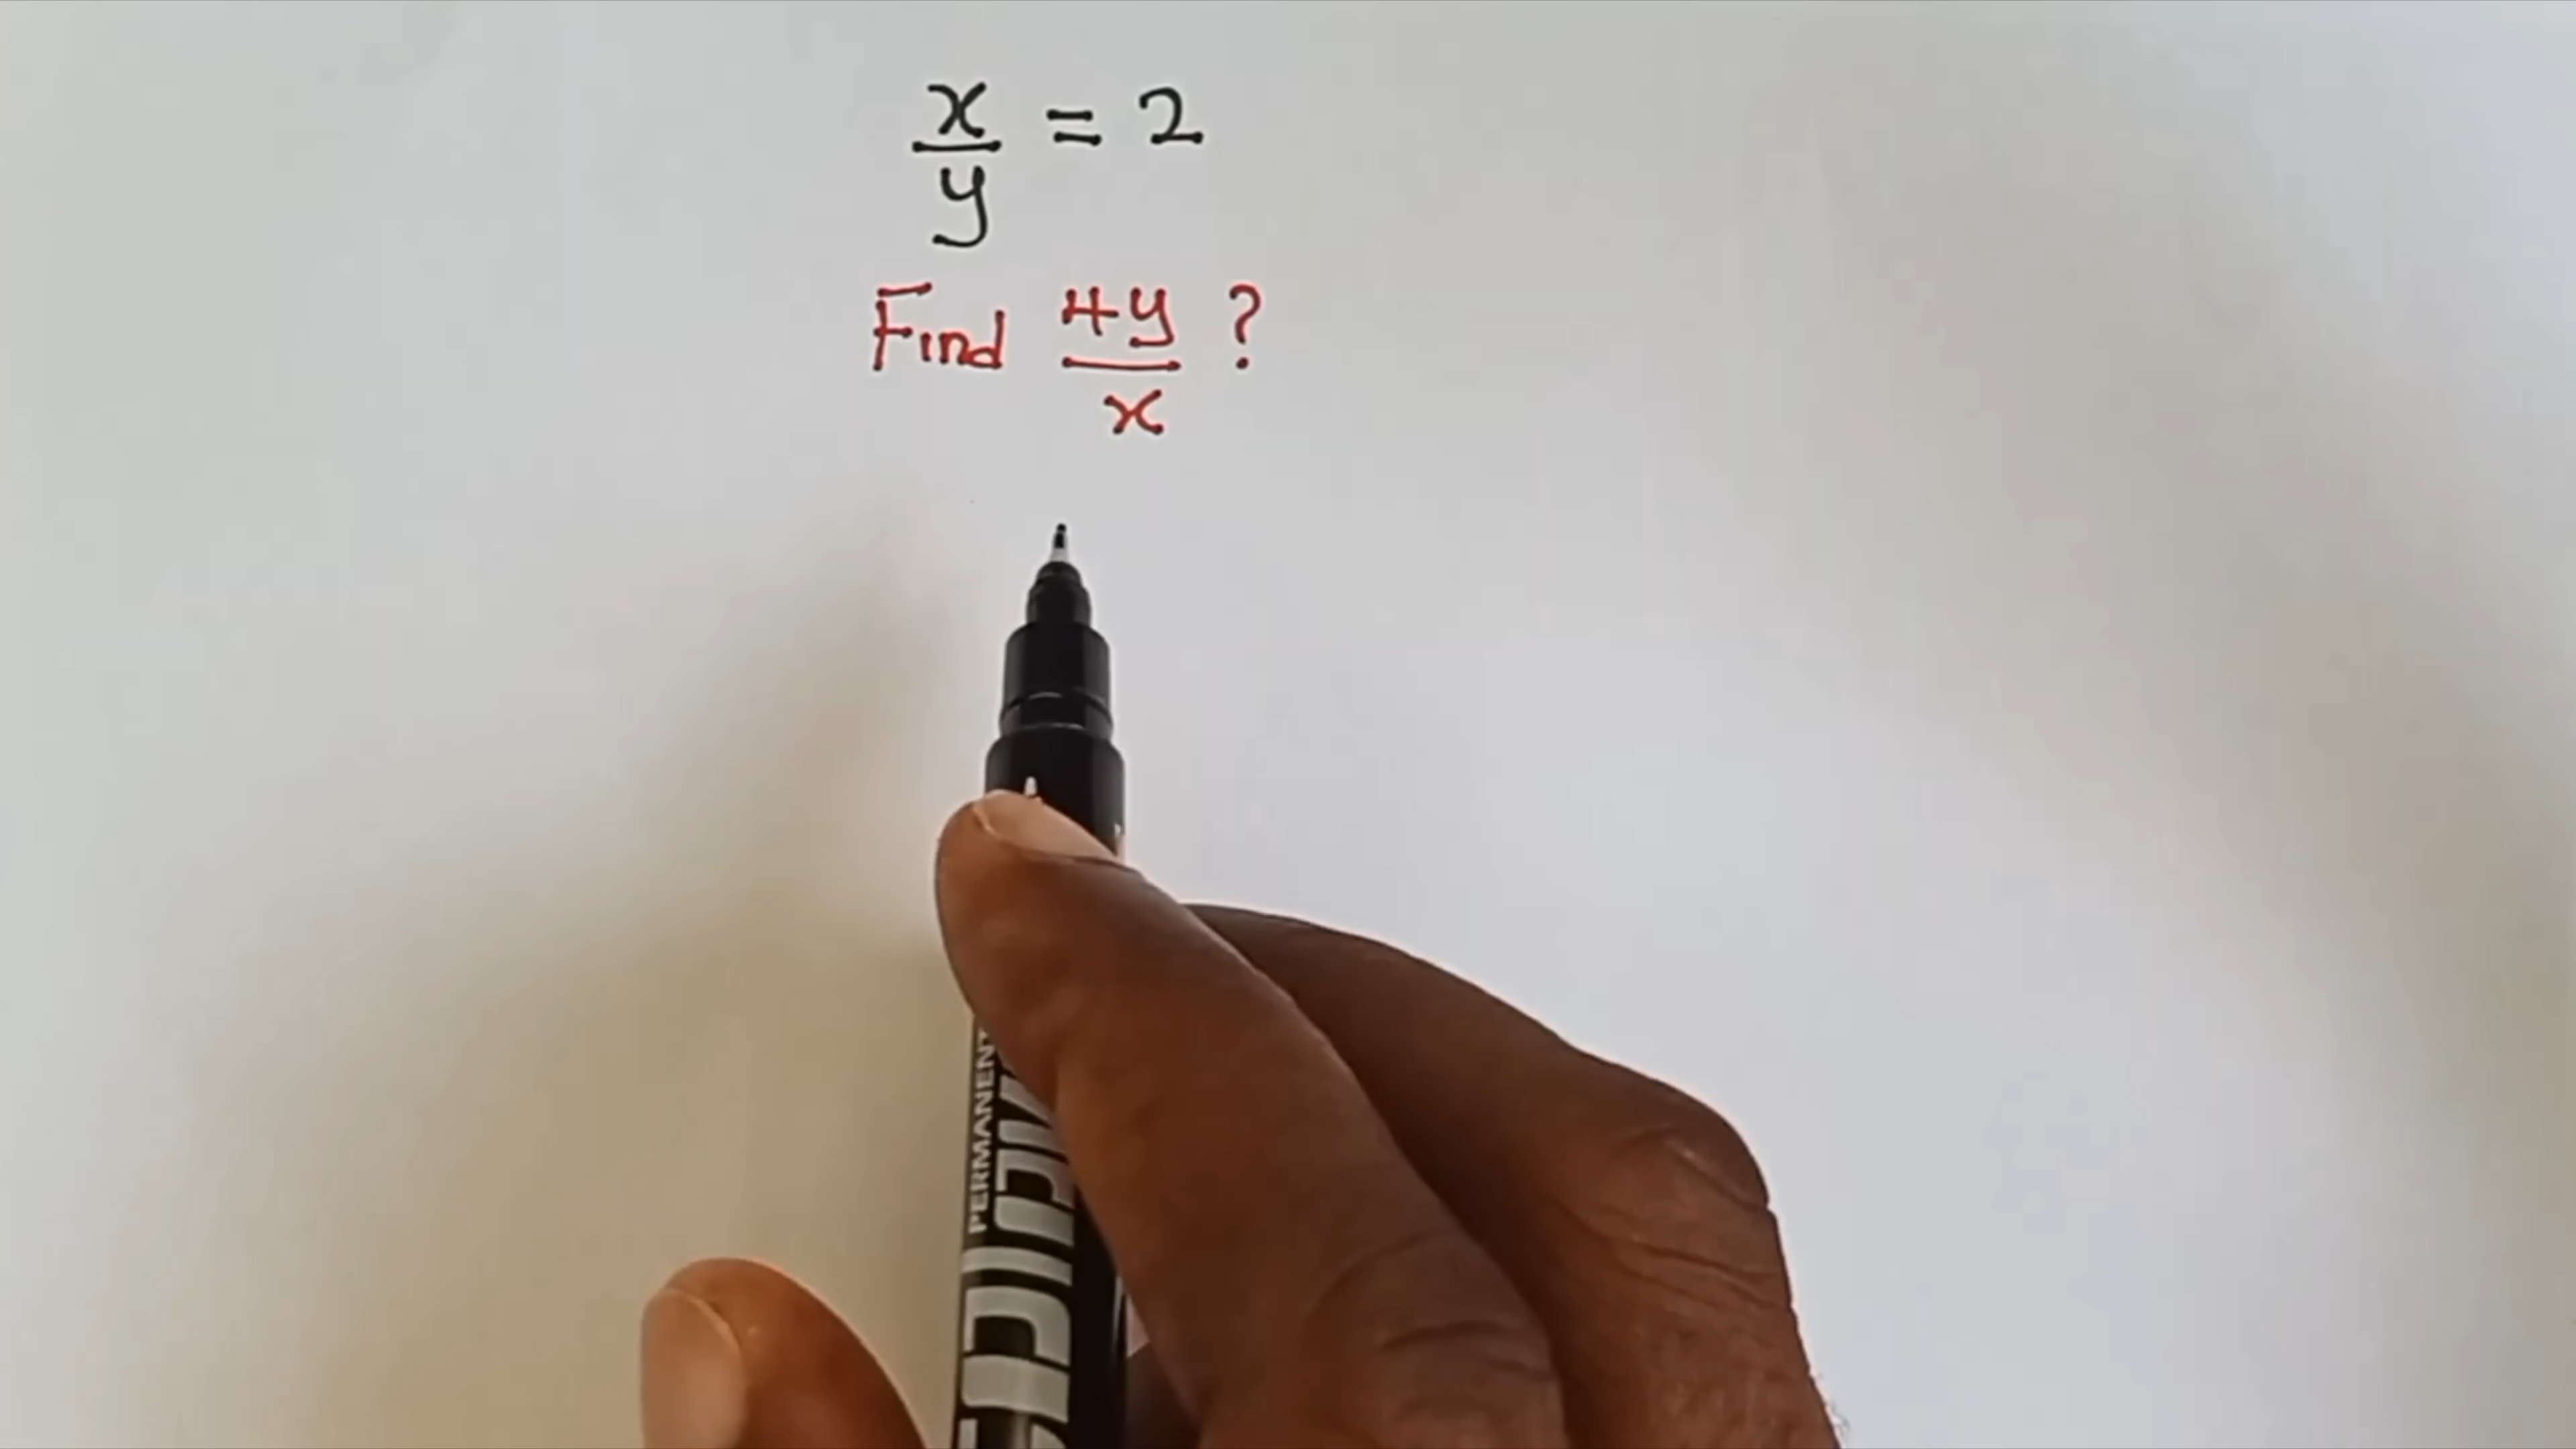 x/y = 2
Find 4y/x ?
PERMANENT